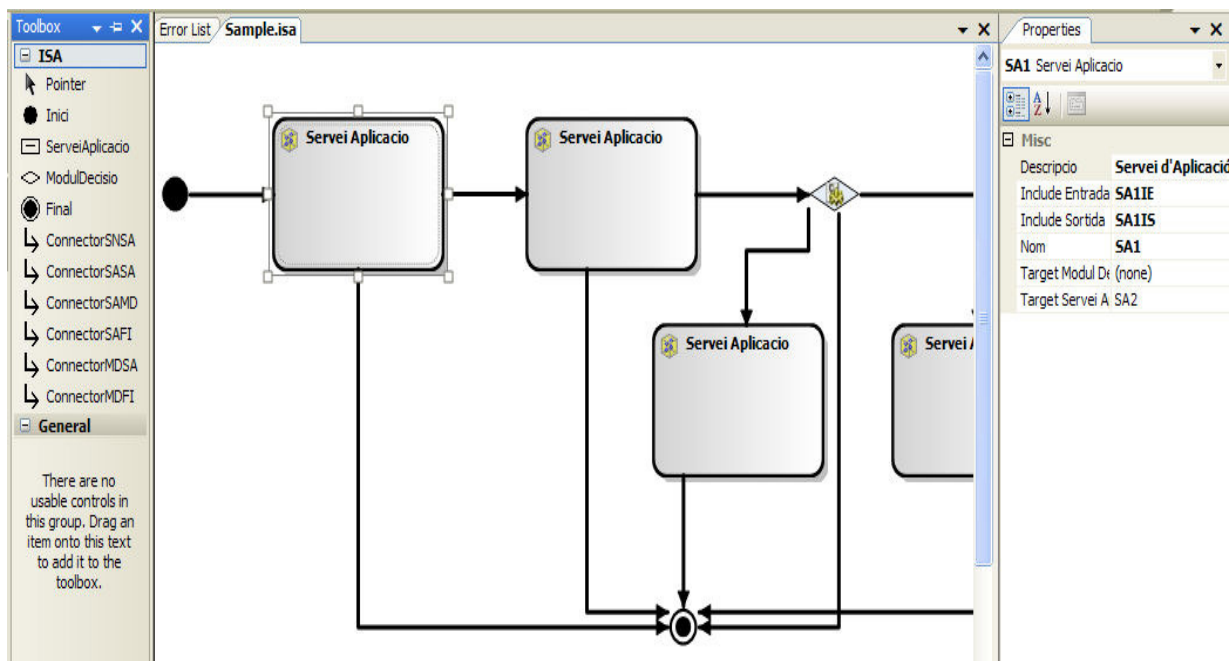 Toolbox
ISA
Pointer
Inici
ServeiAplicacio
ModulDecisio
Final
ConnectorSNSA
ConnectorSASA
ConnectorSAMD
ConnectorSAFI
ConnectorMDSA
ConnectorMDFI
General
There are no
usable controls in
this group. Drag an
item onto this text
to add it to the
toolbox.
Error List
Sample.isa
Servei Aplicacio
Servei Aplicacio
Servei Aplicacio
Servei
Properties
SA1 Servei Aplicacio
Misc
Descripcio Servei d'Aplicació
Include Entrada SA1IE
Include Sortida SA1IS
Nom SA1
Target Modul De (none)
Target Servei A SA2